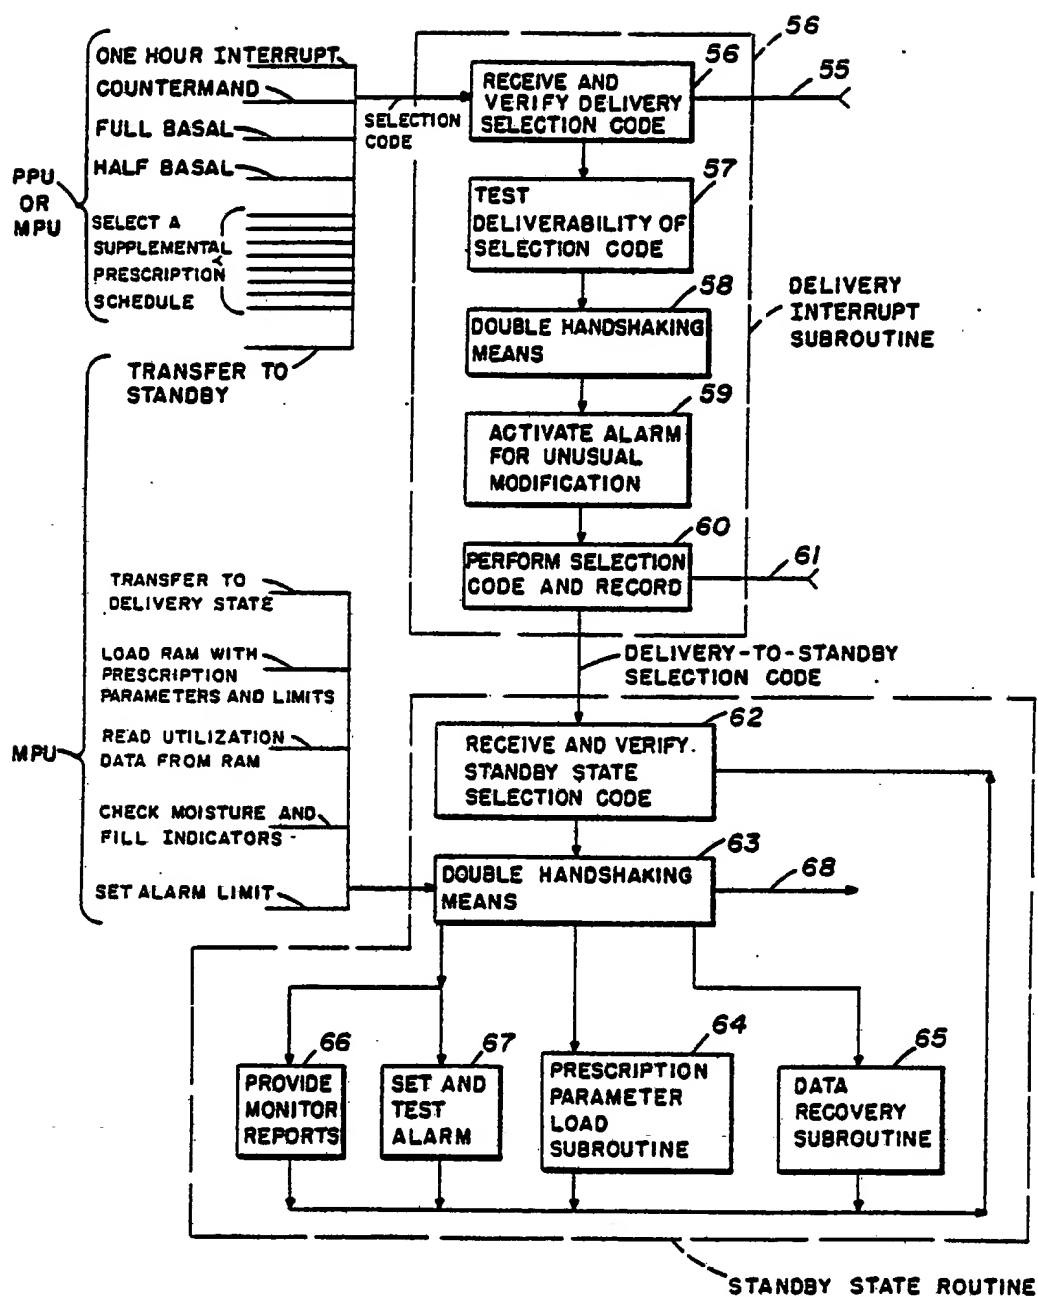 ONE HOUR INTERRUPT
COUNTERMAND
FULL BASAL
HALF BASAL
PPU
OR
MPU
SELECT A
SUPPLEMENTAL
PRESCRIPTION
SCHEDULE
TRANSFER TO
STANDBY
SELECTION
CODE
56
56
RECEIVE AND
VERIFY DELIVERY
SELECTION CODE
55
57
TEST
DELIVERABILITY OF
SELECTION CODE
58
DOUBLE HANDSHAKING
MEANS
DELIVERY
INTERRUPT
SUBROUTINE
59
ACTIVATE ALARM
FOR UNUSUAL
MODIFICATION
60
PERFORM SELECTION
CODE AND RECORD
61
DELIVERY-TO-STANDBY
SELECTION CODE
MPU
TRANSFER TO
DELIVERY STATE
LOAD RAM WITH
PRESCRIPTION
PARAMETERS AND LIMITS
READ UTILIZATION
DATA FROM RAM
CHECK MOISTURE AND
FILL INDICATORS
SET ALARM LIMIT
62
RECEIVE AND VERIFY
STANDBY STATE
SELECTION CODE
63
DOUBLE HANDSHAKING
MEANS
68
66
PROVIDE
MONITOR
REPORTS
67
SET AND
TEST
ALARM
64
PRESCRIPTION
PARAMETER
LOAD
SUBROUTINE
65
DATA
RECOVERY
SUBROUTINE
STANDBY STATE ROUTINE